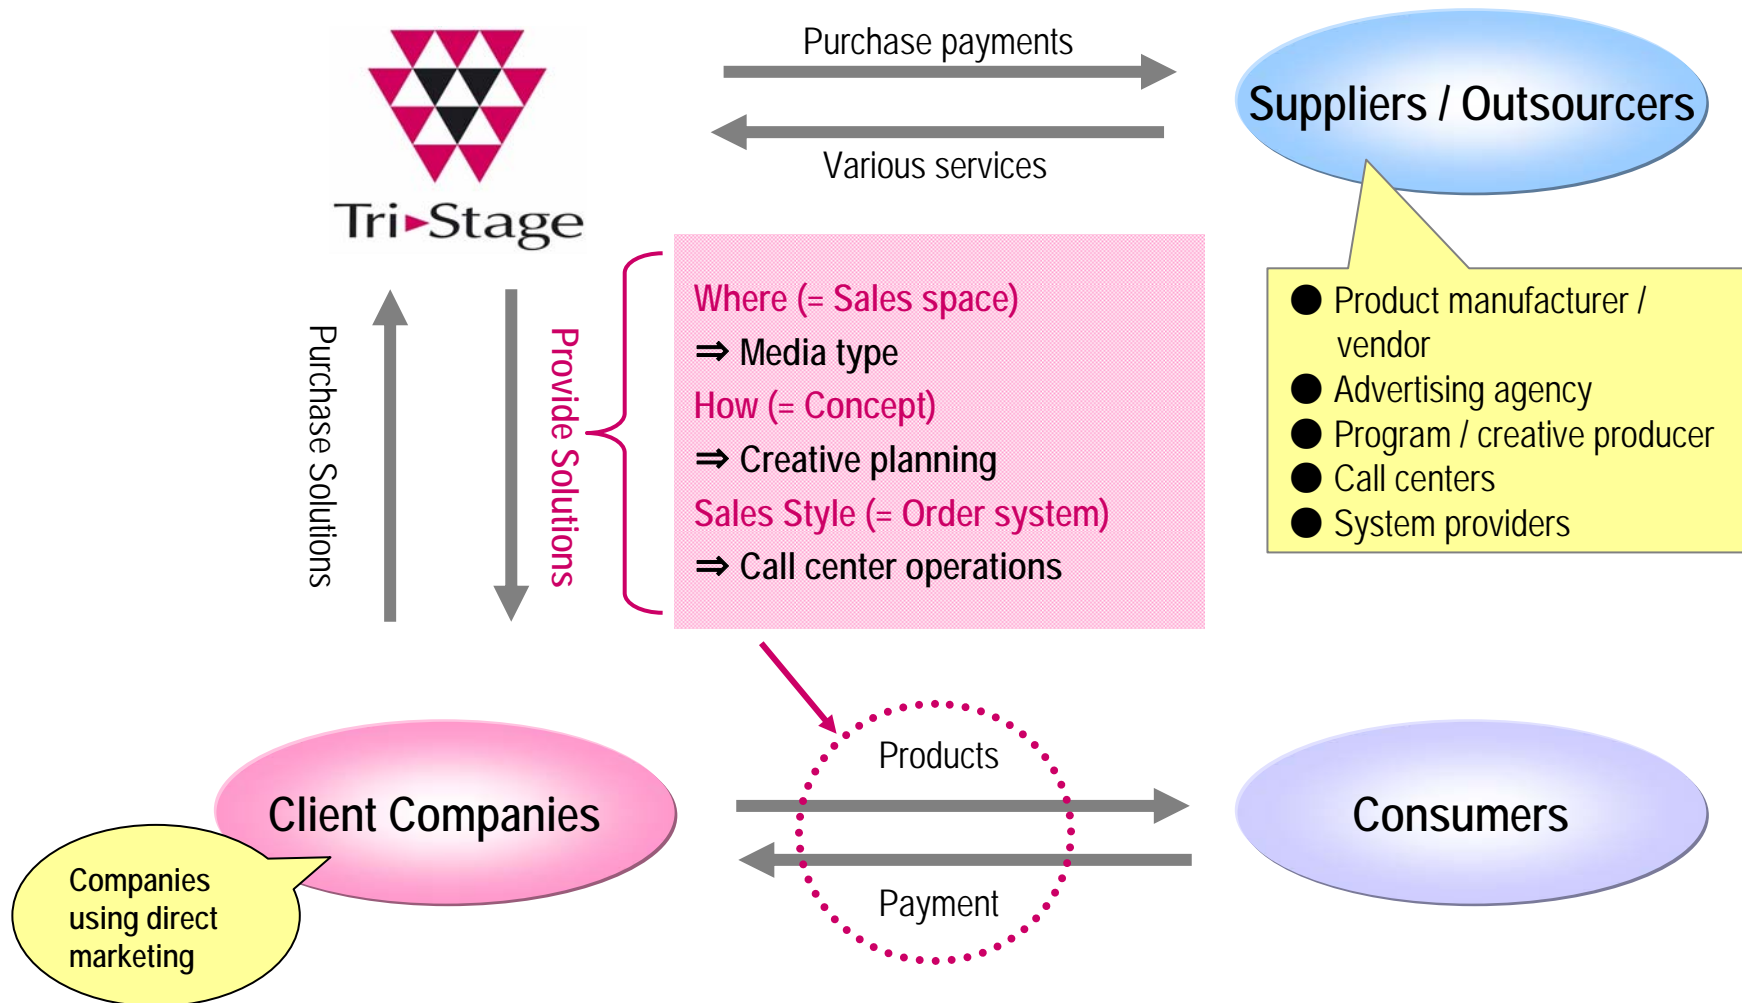 Purchase payments
Suppliers / Outsourcers
Various services
Tri Stage
Where (= Sales space)
⇒ Media type
How (= Concept)
⇒ Creative planning
Sales Style (= Order system)
⇒ Call center operations
● Product manufacturer /
vendor
● Advertising agency
● Program / creative producer
● Call centers
● System providers
Purchase Solutions
Provide Solutions
Products
Client Companies
Consumers
Payment
Companies
using direct
marketing